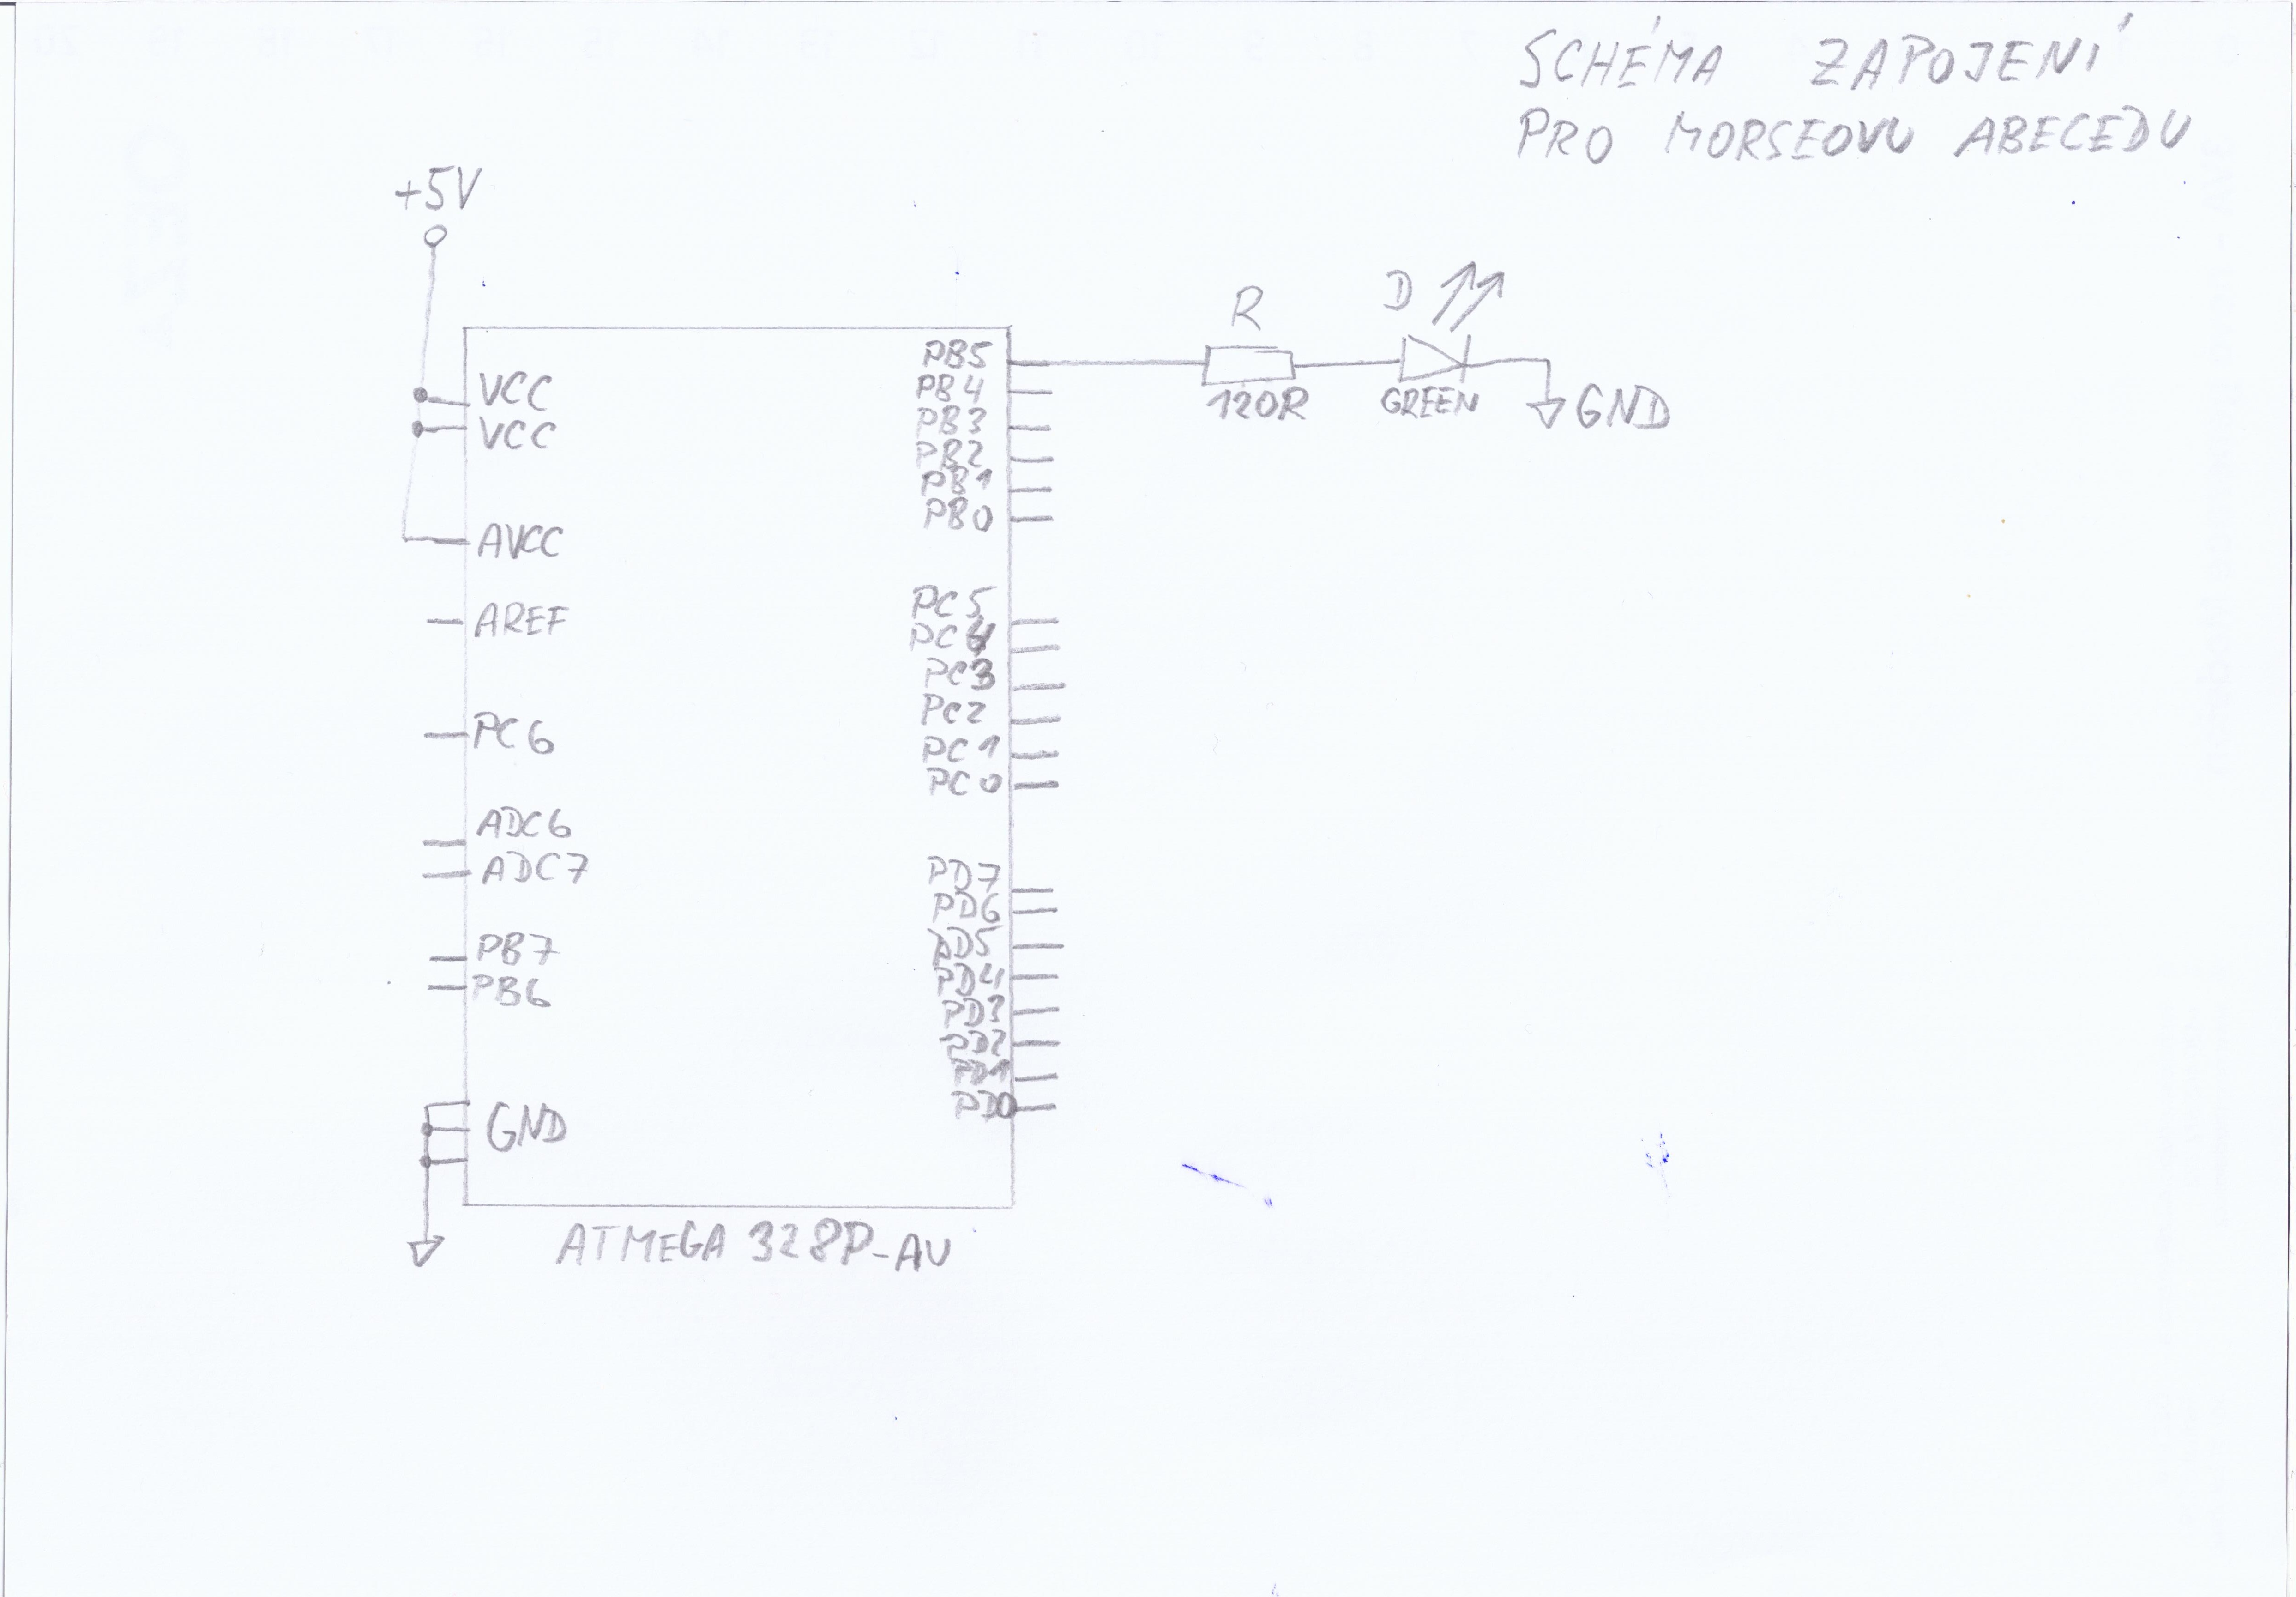 SCHÉMA ZAPOJENÍ
PRO MORSEOVU ABECEDU
+5V
VCC
VCC
AVCC
AREF
PC6
ADC6
ADC7
PB7
PB6
GND
PB5
PB4
PB3
PB2
PB1
PB0
PC5
PC4
PC3
PC2
PC1
PC0
PD7
PD6
PD5
PD4
PD3
PD2
PD1
PD0
R
120R
D
GREEN
GND
ATMEGA 328P-AU